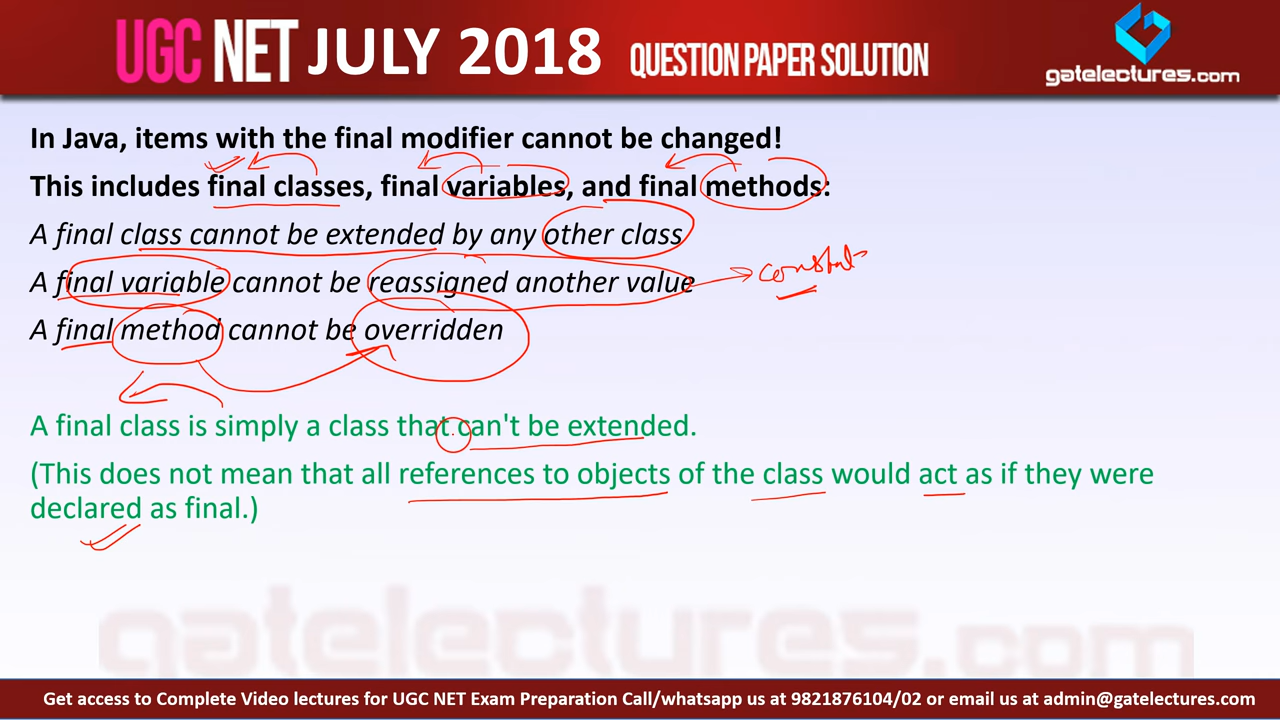 UGC NET JULY 2018 QUESTION PAPER SOLUTION
gatelectures.com
In Java, items with the final modifier cannot be changed!
This includes final classes, final variables, and final methods:
A final class cannot be extended by any other class
A final variable cannot be reassigned another value
A final method cannot be overridden
A final class is simply a class that can't be extended.
(This does not mean that all references to objects of the class would act as if they were
declared as final.)
gatelectures.com
Get access to Complete Video lectures for UGC NET Exam Preparation Call/whatsapp us at 9821876104/02 or email us at admin@gatelectures.com